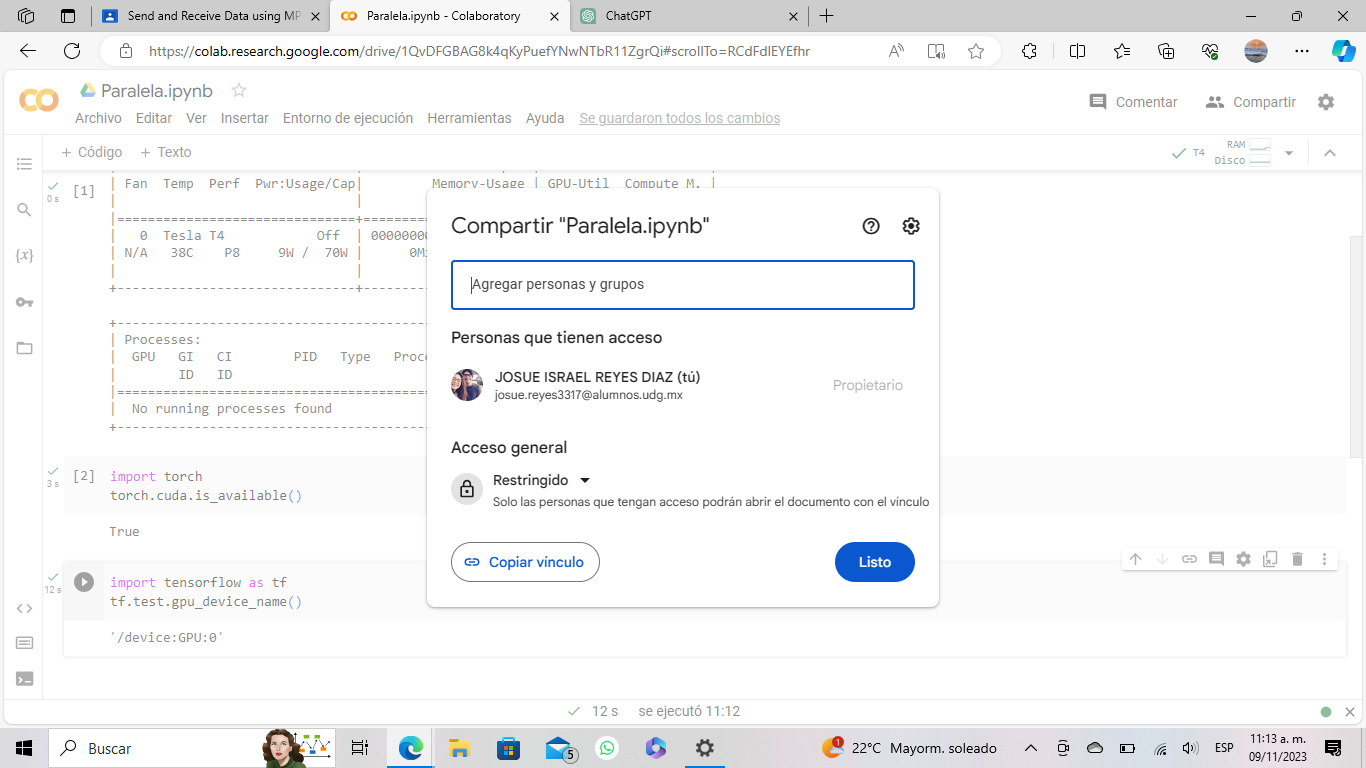 Send and Receive Data using MP
Paralela.ipynb - Colaboratory
ChatGPT
https://colab.research.google.com/drive/1QvDFGBAG8k4qKyPuefYNwNTbR11ZgrQi#scrollTo=RCdFdIEYEfhr
Paralela.ipynb
Comentar
Compartir
Archivo Editar Ver Insertar Entorno de ejecución Herramientas Ayuda Se guardaron todos los cambios
+ Código + Texto
T4
RAM
Disco
[1]
0 s
| Fan Temp Perf Pwr:Usage/Cap| Memory-Usage | GPU-Util Compute M. |
| |
|===============================+
| 0 Tesla T4 Off | 00000000
| N/A 38C P8 9W / 70W | 0M
| |
+-------------------------------+
+-------------------------------
| Processes:
| GPU GI CI PID Type Proce
| ID ID
|===============================
| No running processes found
+-------------------------------
Compartir "Paralela.ipynb"
Agregar personas y grupos
Personas que tienen acceso
JOSUE ISRAEL REYES DIAZ (tú)
josue.reyes3317@alumnos.udg.mx
Propietario
Acceso general
Restringido
Solo las personas que tengan acceso podrán abrir el documento con el vínculo
Copiar vínculo
Listo
[2]
3 s
import torch
torch.cuda.is_available()
True
12 s
import tensorflow as tf
tf.test.gpu_device_name()
'/device:GPU:0'
12 s se ejecutó 11:12
Buscar
5
1
22°C Mayorm. soleado
ESP
11:13 a. m.
09/11/2023